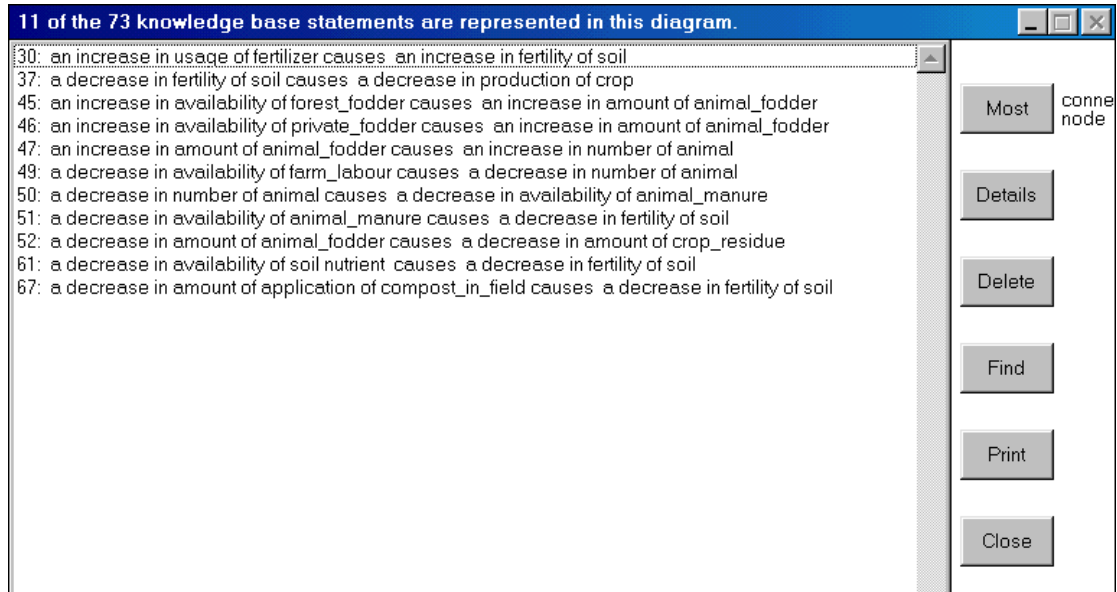 11 of the 73 knowledge base statements are represented in this diagram.
30: an increase in usage of fertilizer causes an increase in fertility of soil
37: a decrease in fertility of soil causes a decrease in production of crop
45: an increase in availability of forest_fodder causes an increase in amount of animal_fodder
46: an increase in availability of private_fodder causes an increase in amount of animal_fodder
47: an increase in amount of animal_fodder causes an increase in number of animal
49: a decrease in availability of farm_labour causes a decrease in number of animal
50: a decrease in number of animal causes a decrease in availability of animal_manure
51: a decrease in availability of animal_manure causes a decrease in fertility of soil
52: a decrease in amount of animal_fodder causes a decrease in amount of crop_residue
61: a decrease in availability of soil nutrient causes a decrease in fertility of soil
67: a decrease in amount of application of compost_in_field causes a decrease in fertility of soil
Most
conne
node
Details
Delete
Find
Print
Close